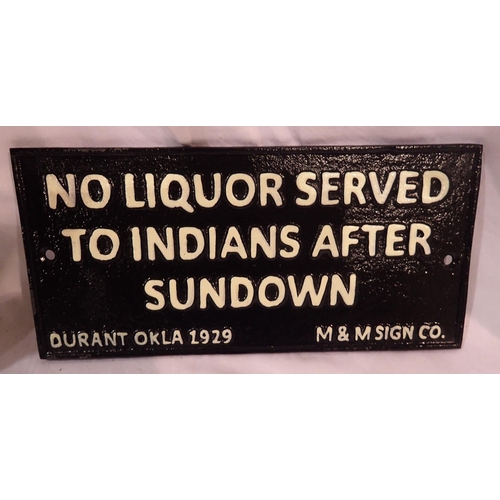 NO LIQUOR SERVED
TO INDIANS AFTER
SUNDOWN
DURANT OKLA 1929 M & M SIGN CO.